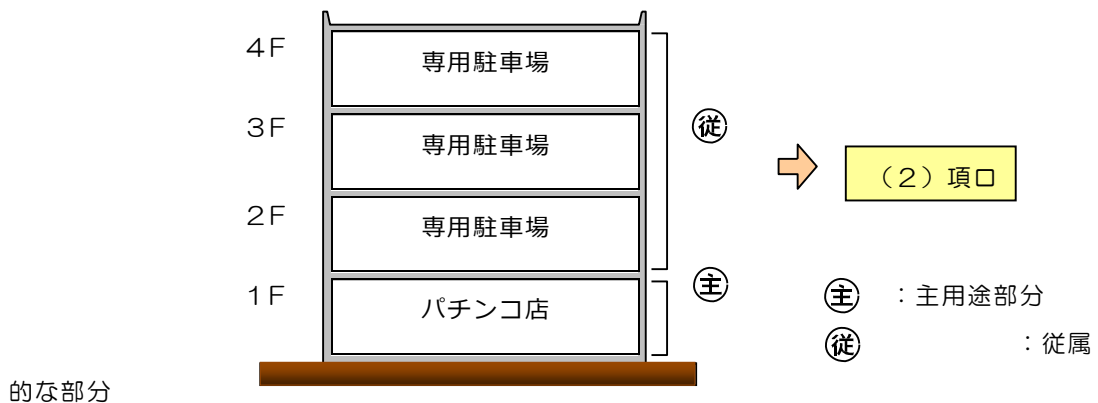 4F 専用駐車場
3F 専用駐車場 ㊙従
（2）項ロ
2F 専用駐車場
1F パチンコ店 主
主 ：主用途部分
従 ：従属
的な部分